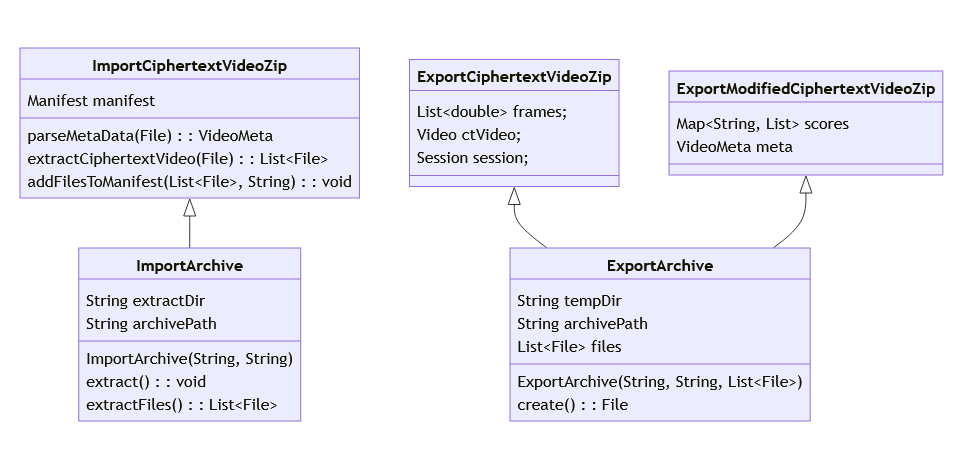 ImportCiphertextVideoZip
Manifest manifest
parseMetaData(File) : : VideoMeta
extractCiphertextVideo(File) : : List<File>
addFilesToManifest(List<File>, String) : : void
ExportCiphertextVideoZip
List<double> frames;
Video ctVideo;
Session session;
ExportModifiedCiphertextVideoZip
Map<String, List> scores
VideoMeta meta
ImportArchive
String extractDir
String archivePath
ImportArchive(String, String)
extract() : : void
extractFiles() : : List<File>
ExportArchive
String tempDir
String archivePath
List<File> files
ExportArchive(String, String, List<File>)
create() : : File